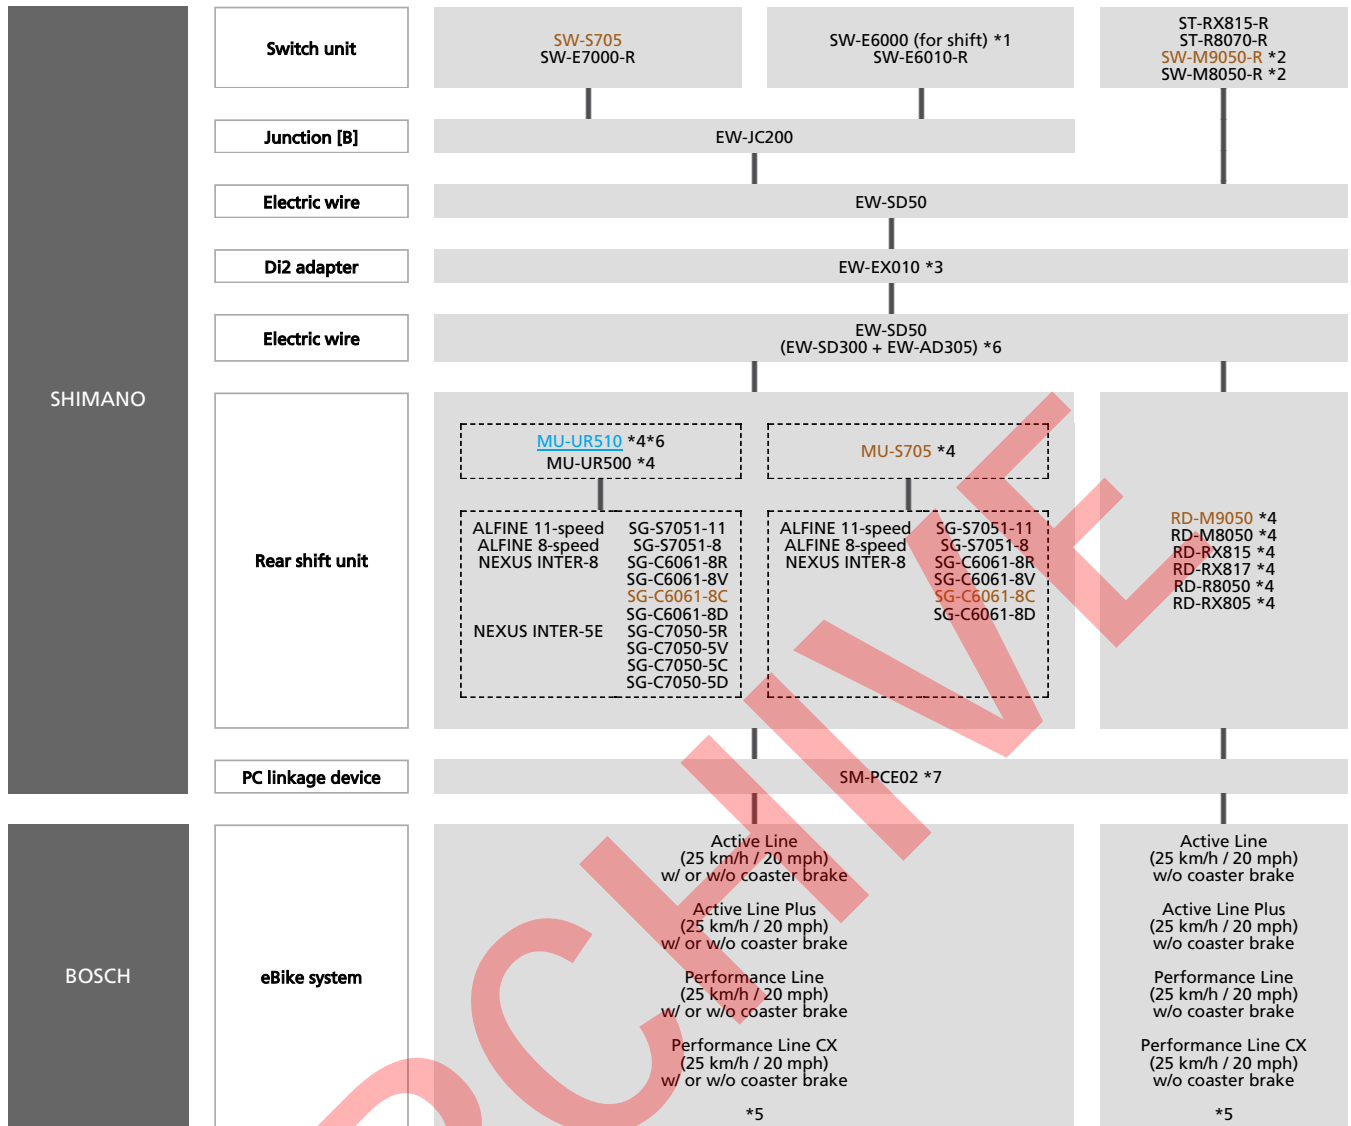 SHIMANO
Switch unit
SW-S705
SW-E7000-R
SW-E6000 (for shift) *1
SW-E6010-R
ST-RX815-R
ST-R8070-R
SW-M9050-R *2
SW-M8050-R *2
Junction [B]
EW-JC200
Electric wire
EW-SD50
Di2 adapter
EW-EX010 *3
Electric wire
EW-SD50
(EW-SD300 + EW-AD305) *6
Rear shift unit
MU-UR510 *4*6
MU-UR500 *4
ALFINE 11-speed SG-S7051-11
ALFINE 8-speed SG-S7051-8
NEXUS INTER-8 SG-C6061-8R
SG-C6061-8V
SG-C6061-8C
SG-C6061-8D
NEXUS INTER-5E SG-C7050-5R
SG-C7050-5V
SG-C7050-5C
SG-C7050-5D
MU-S705 *4
ALFINE 11-speed SG-S7051-11
ALFINE 8-speed SG-S7051-8
NEXUS INTER-8 SG-C6061-8R
SG-C6061-8V
SG-C6061-8C
SG-C6061-8D
RD-M9050 *4
RD-M8050 *4
RD-RX815 *4
RD-RX817 *4
RD-R8050 *4
RD-RX805 *4
PC linkage device
SM-PCE02 *7
BOSCH
eBike system
Active Line
(25 km/h / 20 mph)
w/ or w/o coaster brake
Active Line Plus
(25 km/h / 20 mph)
w/ or w/o coaster brake
Performance Line
(25 km/h / 20 mph)
w/ or w/o coaster brake
Performance Line CX
(25 km/h / 20 mph)
w/ or w/o coaster brake
*5
Active Line
(25 km/h / 20 mph)
w/o coaster brake
Active Line Plus
(25 km/h / 20 mph)
w/o coaster brake
Performance Line
(25 km/h / 20 mph)
w/o coaster brake
Performance Line CX
(25 km/h / 20 mph)
w/o coaster brake
*5